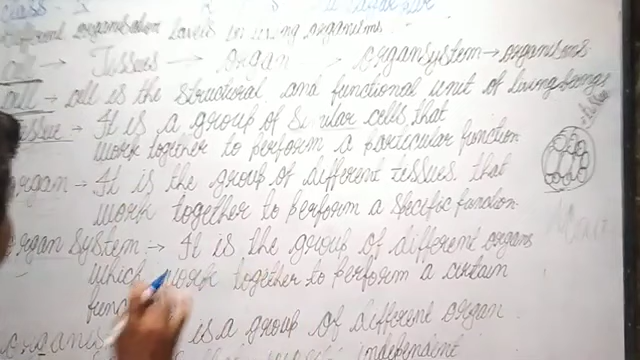 Different organisation levels in living organisms.
Cell → Tissues → Organ → Organsystem → organisms.
Cell → Cell is the structural and functional unit of living beings
Tissue → It is a group of Similar cells that
work together to perform a particular function.
Organ → It is the group of different tissues that
work together to perform a specific function.
Organ System → It is the group of different organs
which work together to perform a certain
func
organis is a group of different organ
independent